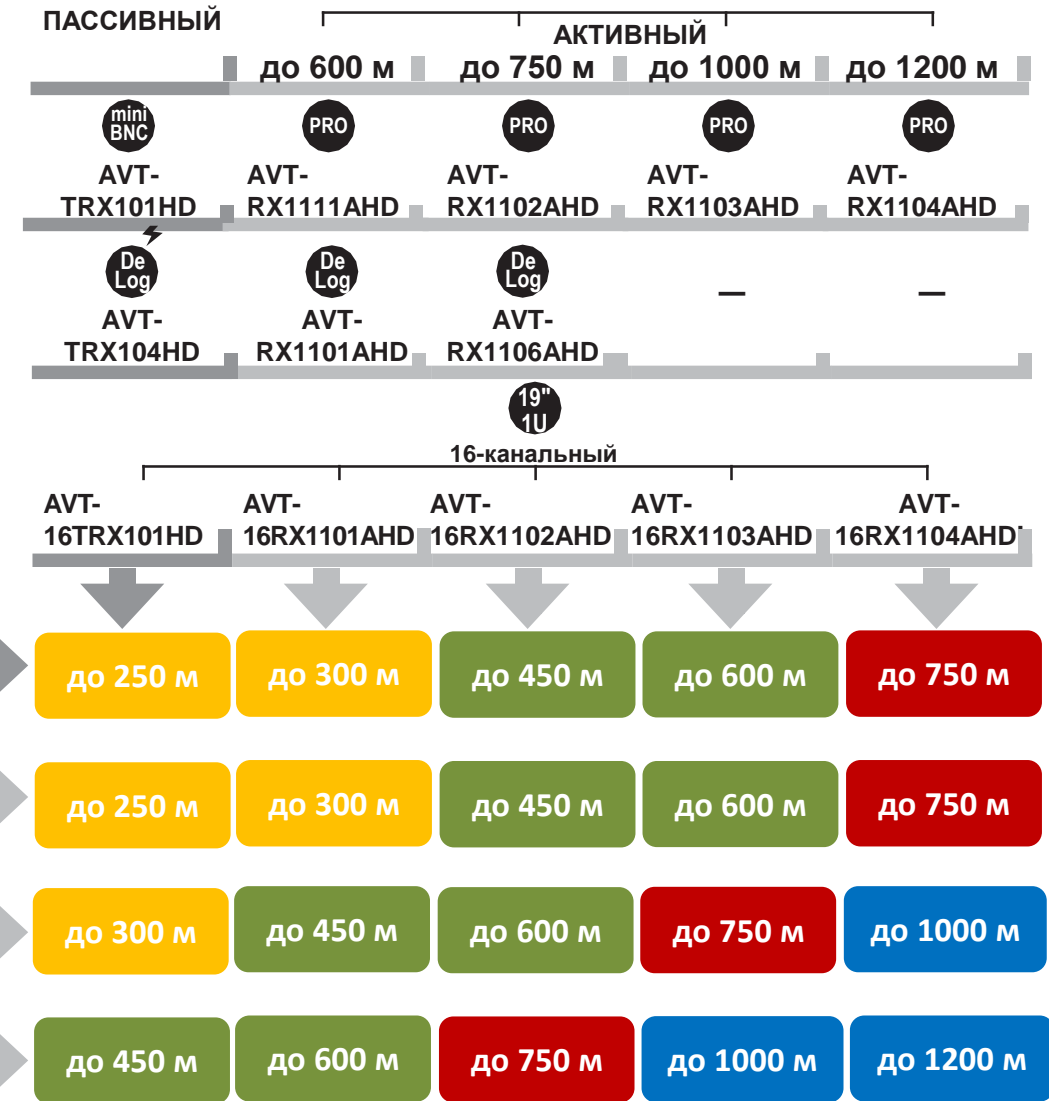 ПАССИВНЫЙ
АКТИВНЫЙ
до 600 м до 750 м до 1000 м до 1200 м
mini BNC PRO PRO PRO PRO
AVT- AVT- AVT- AVT- AVT-
TRX101HD RX1111AHD RX1102AHD RX1103AHD RX1104AHD
De Log De Log De Log — —
AVT- AVT- AVT-
TRX104HD RX1101AHD RX1106AHD
19"
1U
16-канальный
AVT- AVT- AVT- AVT- AVT-
16TRX101HD 16RX1101AHD 16RX1102AHD 16RX1103AHD 16RX1104AHD
до 250 м до 300 м до 450 м до 600 м до 750 м
до 250 м до 300 м до 450 м до 600 м до 750 м
до 300 м до 450 м до 600 м до 750 м до 1000 м
до 450 м до 600 м до 750 м до 1000 м до 1200 м